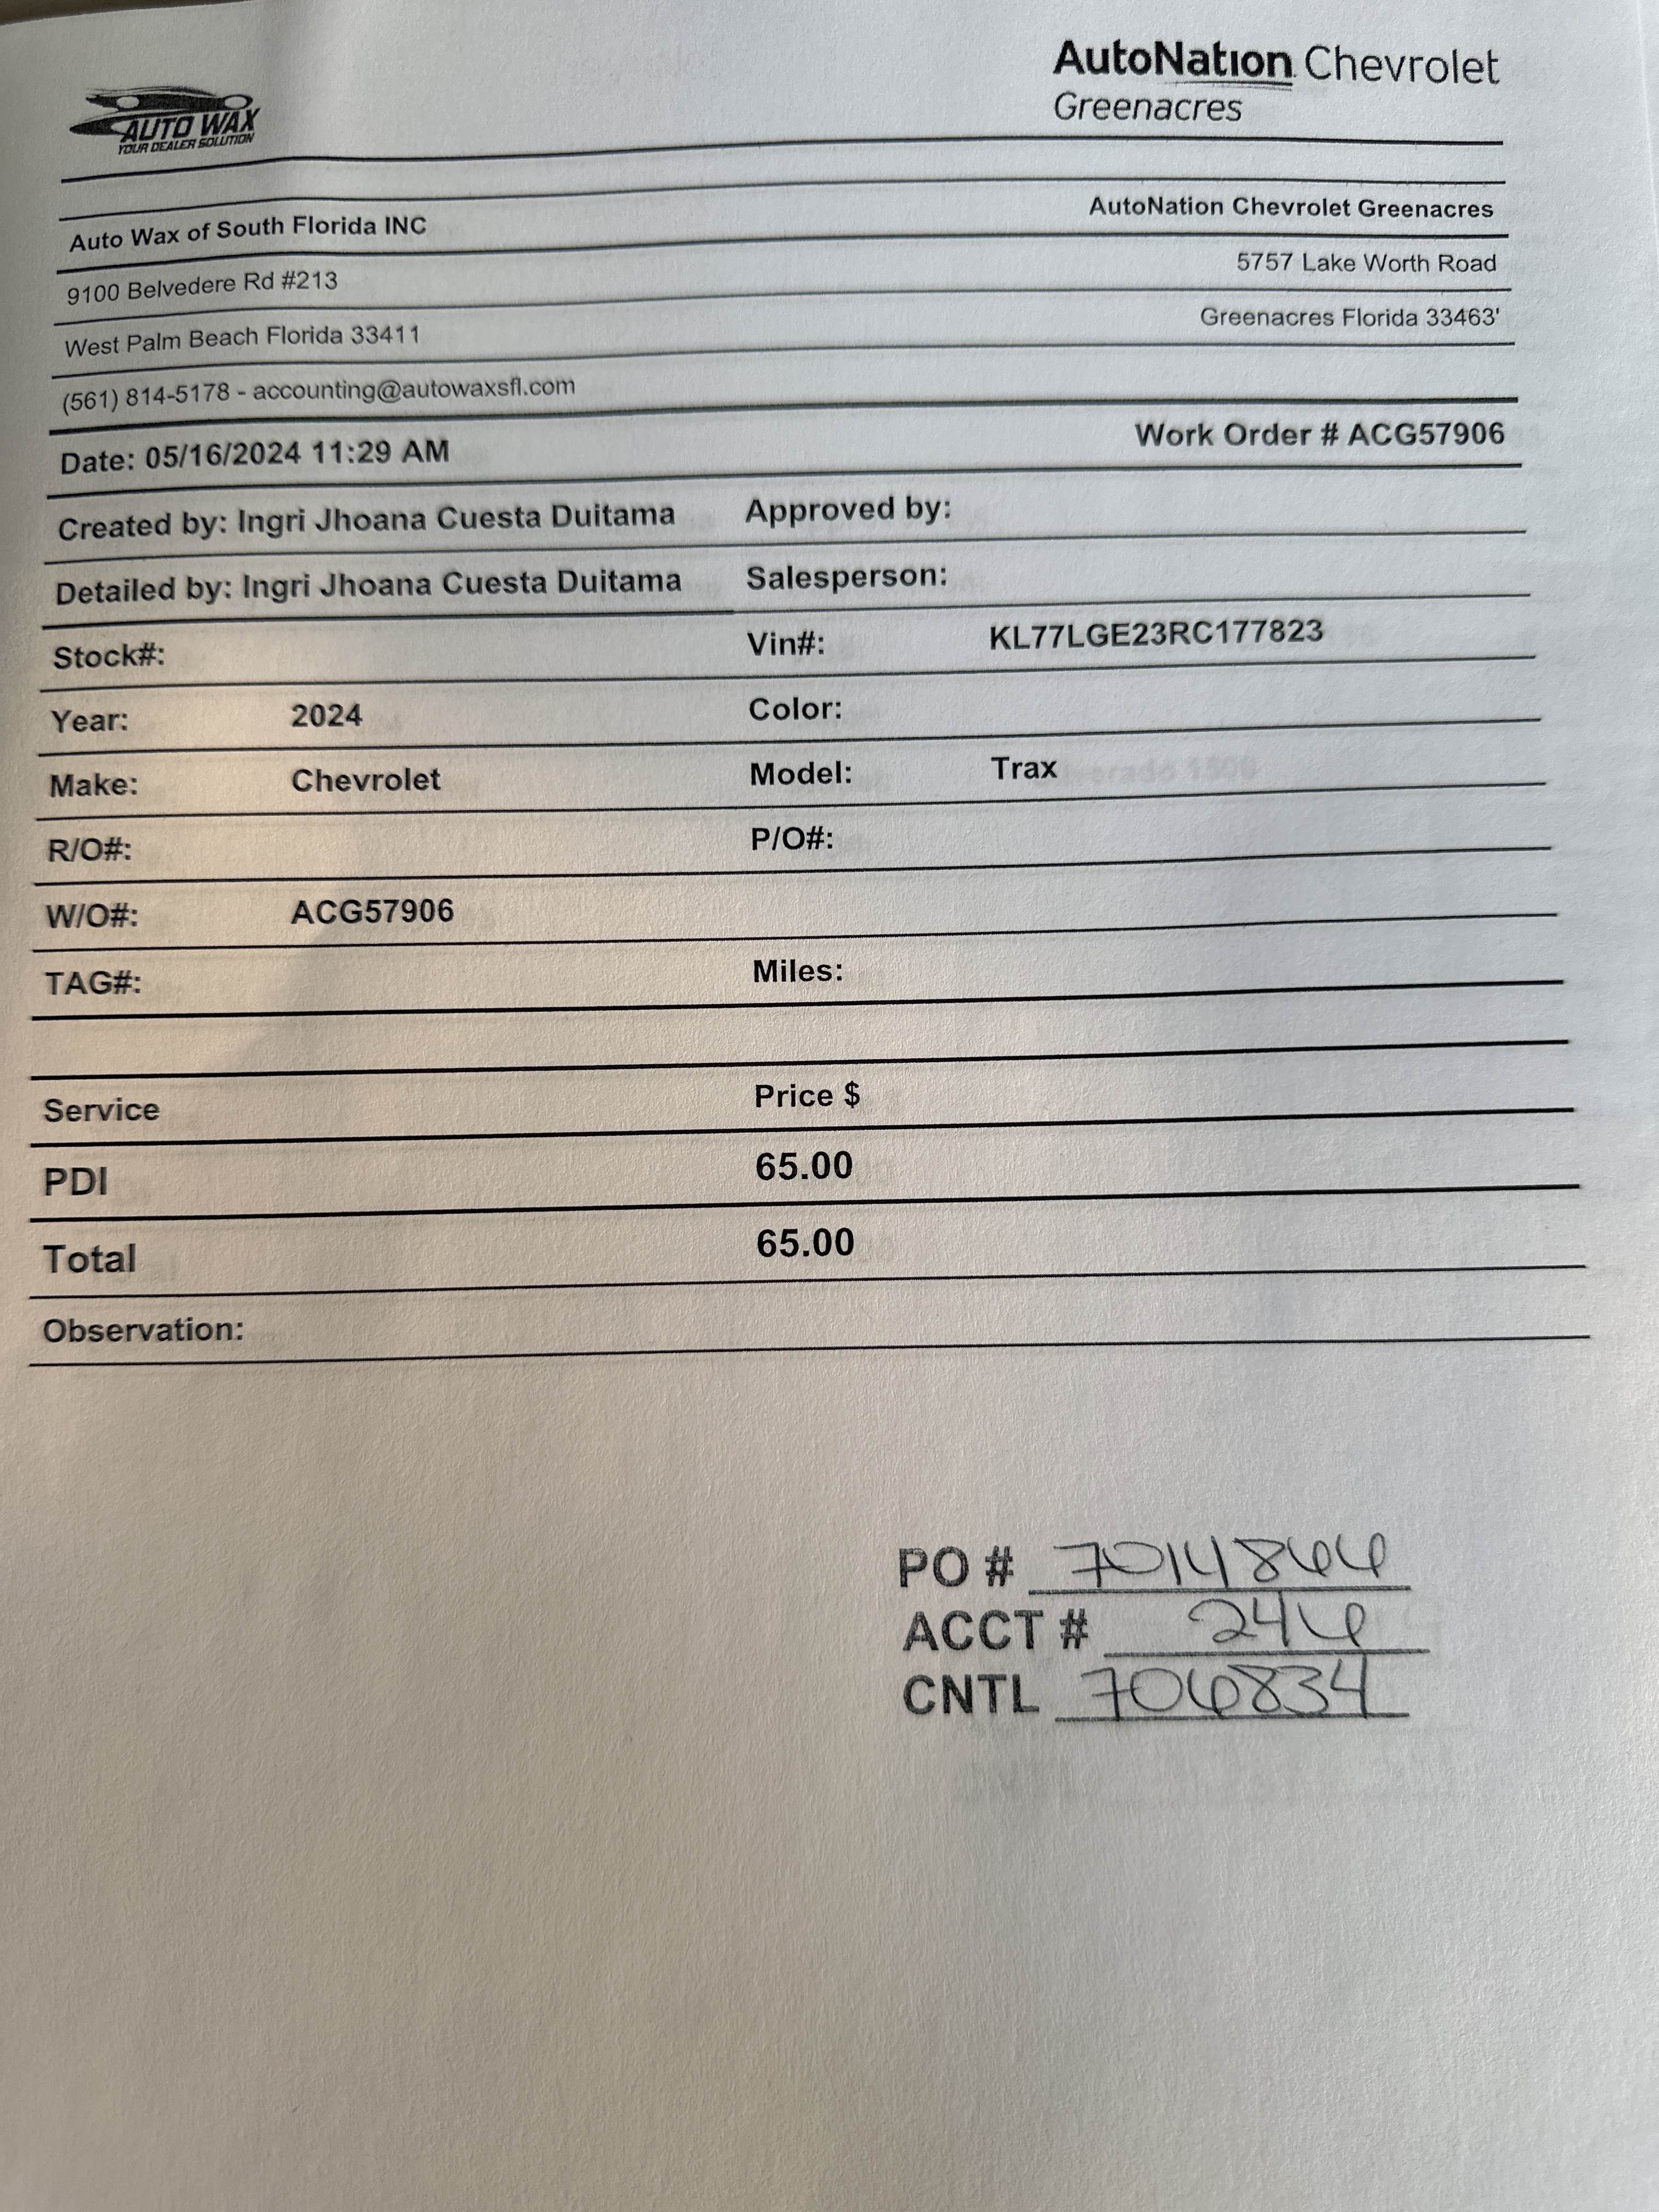 AUTO WAX
YOUR DEALER SOLUTION
AutoNation Chevrolet
Greenacres
Auto Wax of South Florida INC
AutoNation Chevrolet Greenacres
9100 Belvedere Rd #213
5757 Lake Worth Road
West Palm Beach Florida 33411
Greenacres Florida 33463'
(561) 814-5178 - accounting@autowaxsfl.com
Date: 05/16/2024 11:29 AM
Work Order # ACG57906
Created by: Ingri Jhoana Cuesta Duitama
Approved by:
Detailed by: Ingri Jhoana Cuesta Duitama
Salesperson:
Stock#:
Vin#: KL77LGE23RC177823
Year: 2024
Color:
Make: Chevrolet
Model: Trax
R/O#:
P/O#:
W/O#: ACG57906
TAG#:
Miles:
Service Price $
PDI 65.00
Total 65.00
Observation:
PO # 7014866
ACCT # 246
CNTL 706834